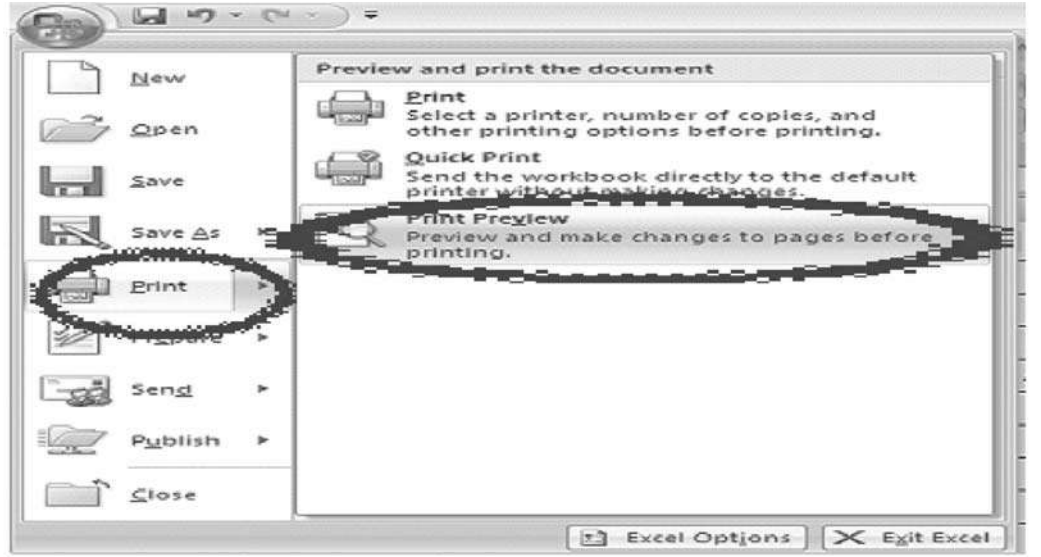 New
Open
Save
Save As
Print
Prepare
Send
Publish
Close
Preview and print the document
Print
Select a printer, number of copies, and
other printing options before printing.
Quick Print
Send the workbook directly to the default
printer without making changes.
Print Preview
Preview and make changes to pages before
printing.
Excel Options
Exit Excel